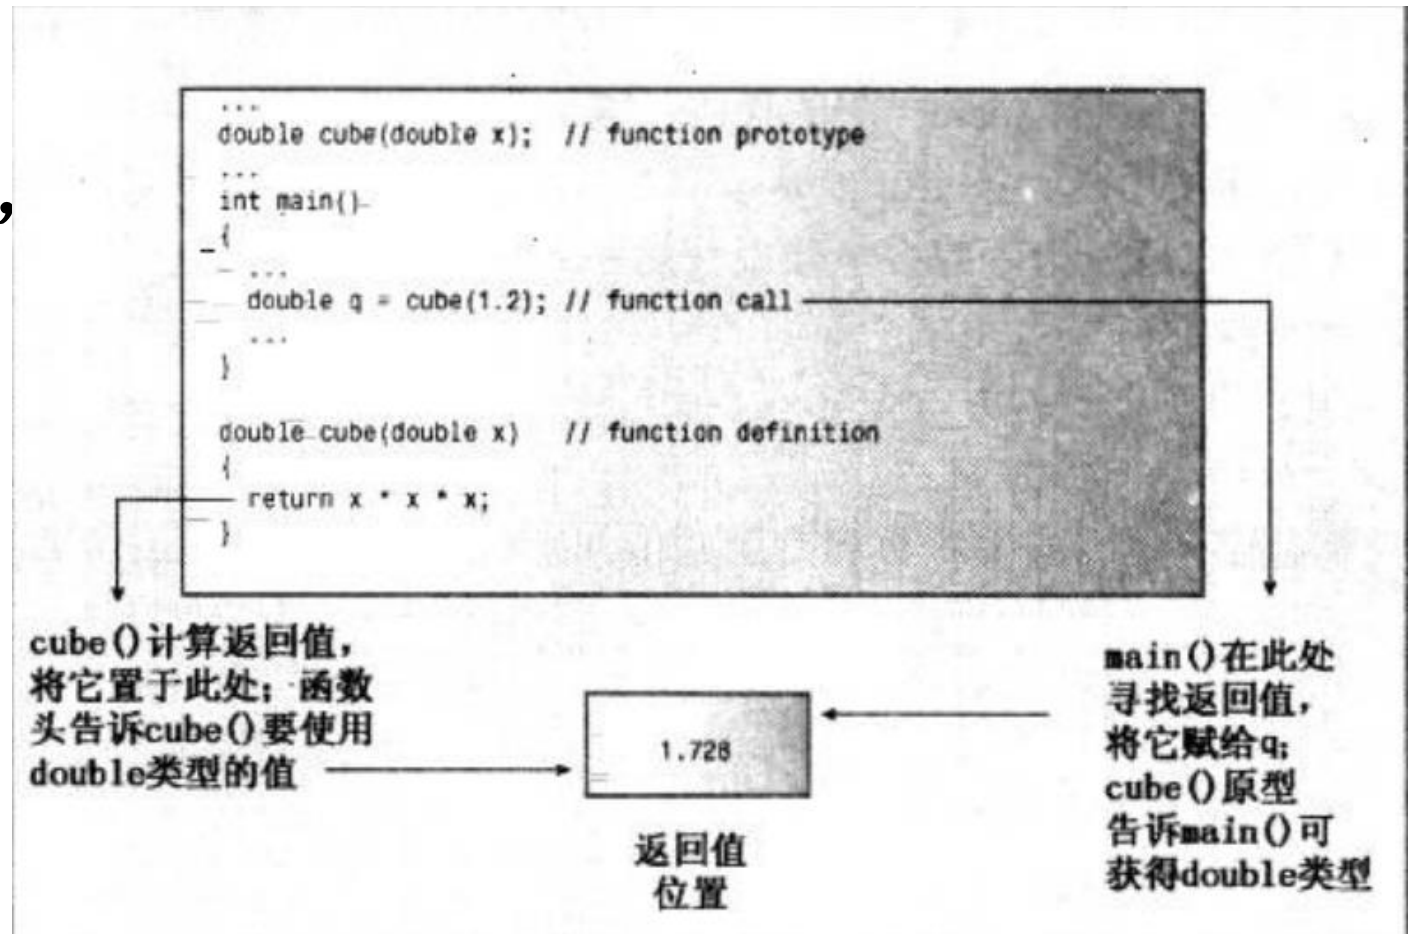 ,
...
double cube(double x);  // function prototype
...
int main()
{
...
double q = cube(1.2); // function call
...
}
double cube(double x)  // function definition
{
return x * x * x;
}
cube()计算返回值，
将它置于此处；函数
头告诉cube()要使用
double类型的值
1.728
返回值
位置
main()在此处
寻找返回值，
将它赋给q；
cube()原型
告诉main()可
获得double类型